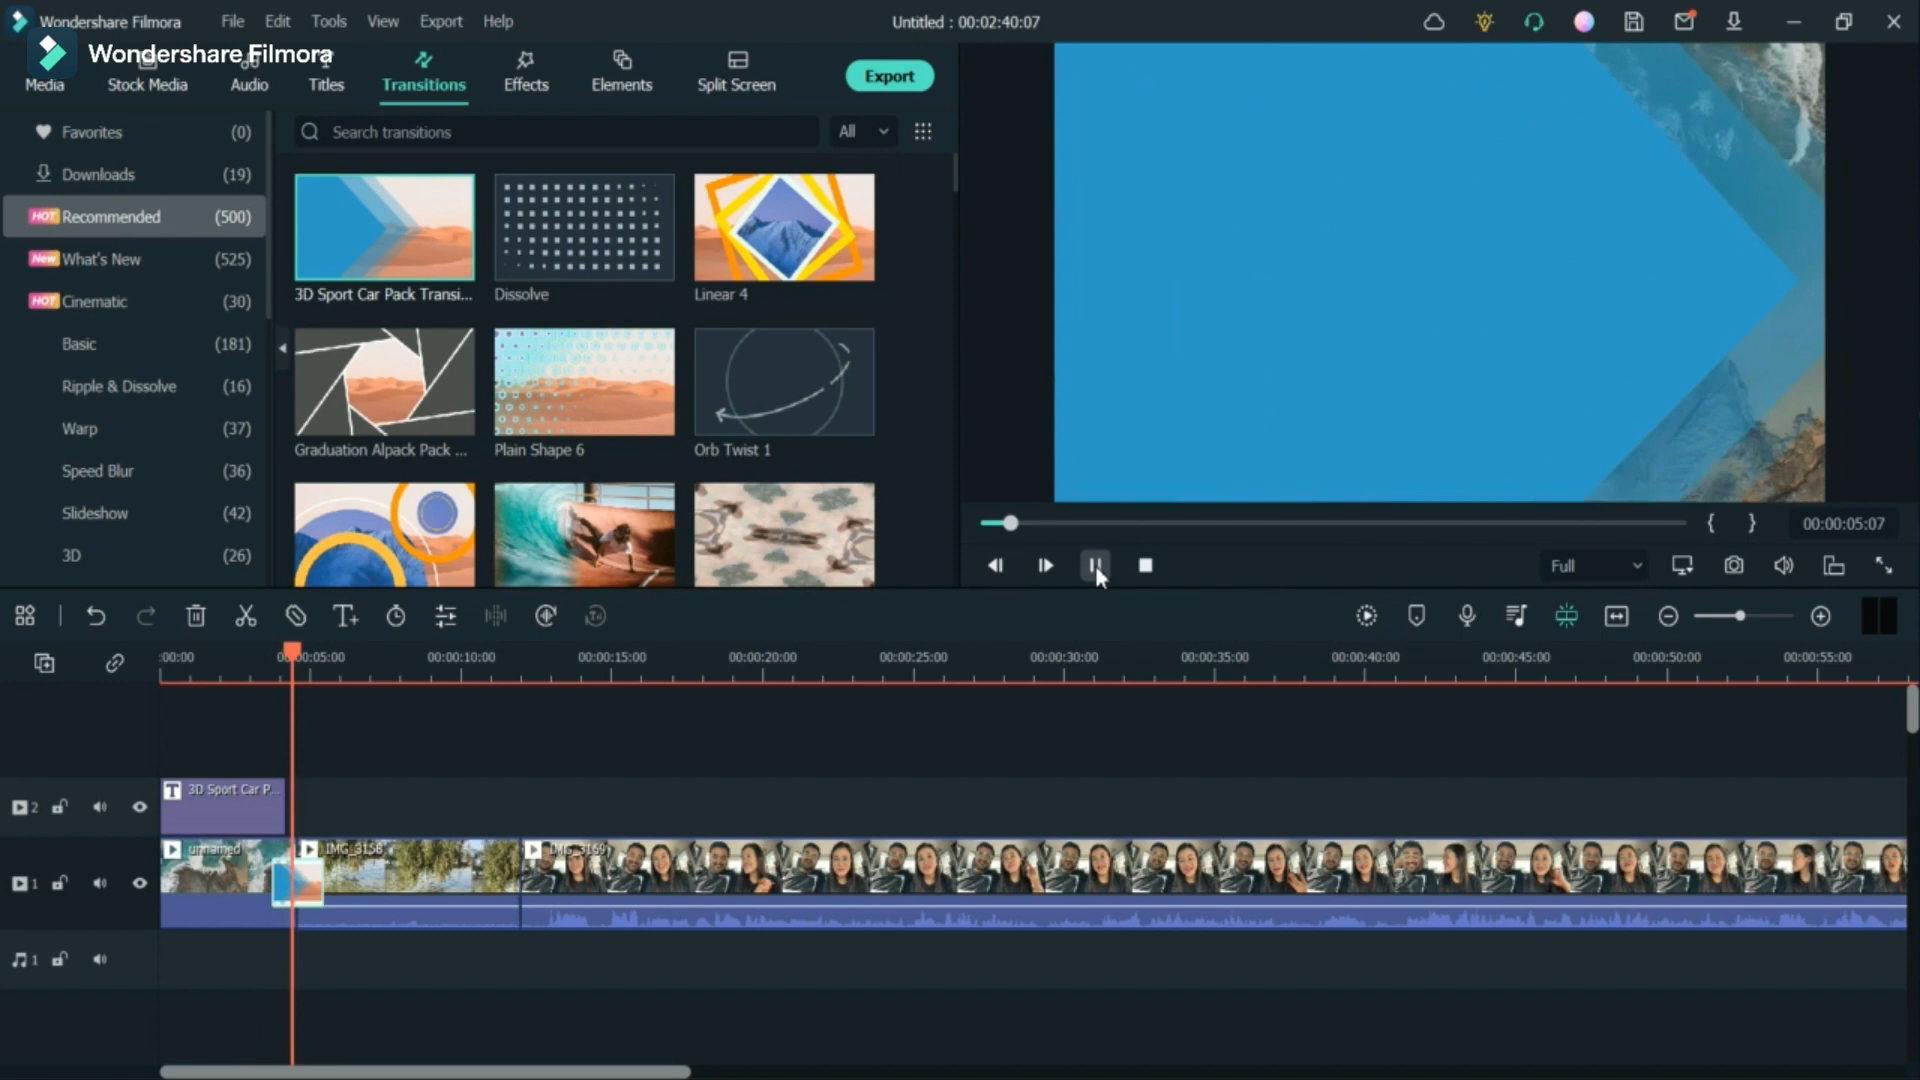 Wondershare Filmora File Edit Tools View Export Help Untitled : 00:02:40:07
Wondershare Filmora
Media Stock Media Audio Titles Transitions Effects Elements Split Screen Export
Favorites (0)
Downloads (19)
HOT Recommended (500)
New What's New (525)
HOT Cinematic (30)
Basic (181)
Ripple & Dissolve (16)
Warp (37)
Speed Blur (36)
Slideshow (42)
3D (26)
Search transitions All
3D Sport Car Pack Transi... Dissolve Linear 4
Graduation Alpack Pack ... Plain Shape 6 Orb Twist 1
{ } 00:00:05:07
Full
:00:00 00:00:05:00 00:00:10:00 00:00:15:00 00:00:20:00 00:00:25:00 00:00:30:00 00:00:35:00 00:00:40:00 00:00:45:00 00:00:50:00 00:00:55:00
2 T 3D Sport Car P...
1 unnamed IMG_3158 IMG_3169
1